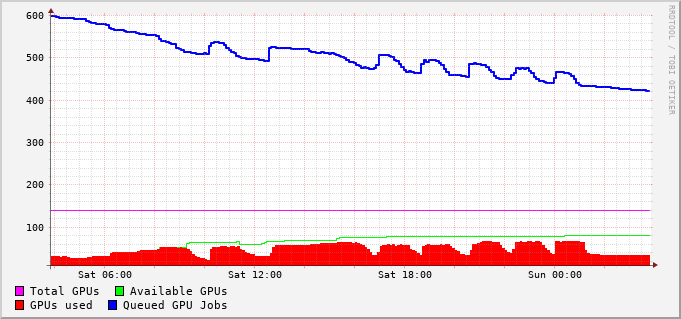 600
500
400
300
200
100
Sat 06:00 Sat 12:00 Sat 18:00 Sun 00:00
Total GPUs Available GPUs
GPUs used Queued GPU Jobs
RRDTOOL / TOBI OETIKER